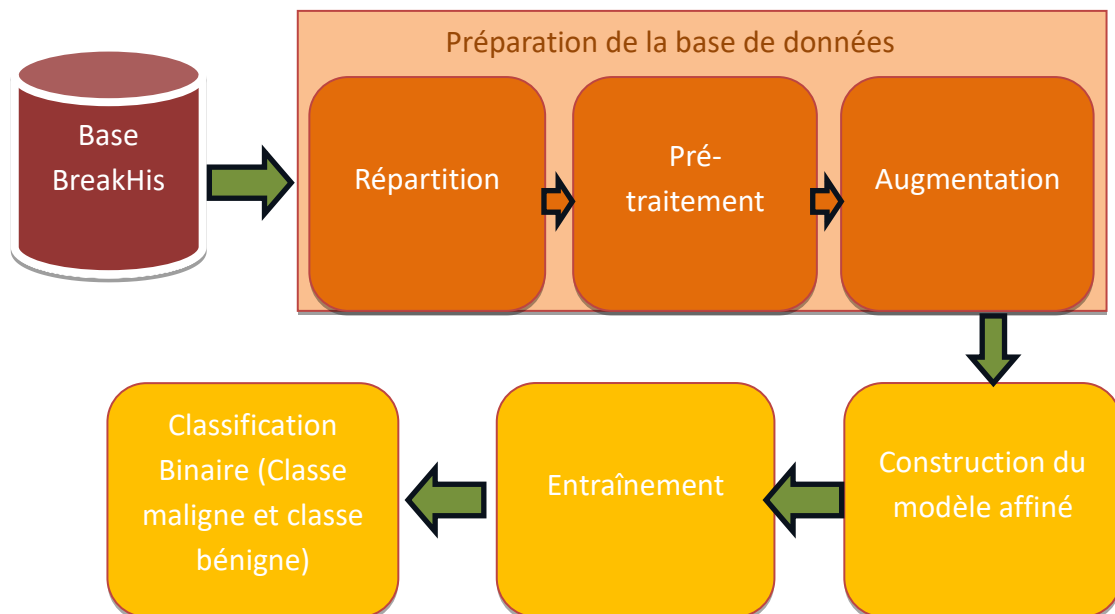 Préparation de la base de données
Base
BreakHis
Répartition
Pré-
traitement
Augmentation
Construction du
modèle affiné
Entraînement
Classification
Binaire (Classe
maligne et classe
bénigne)